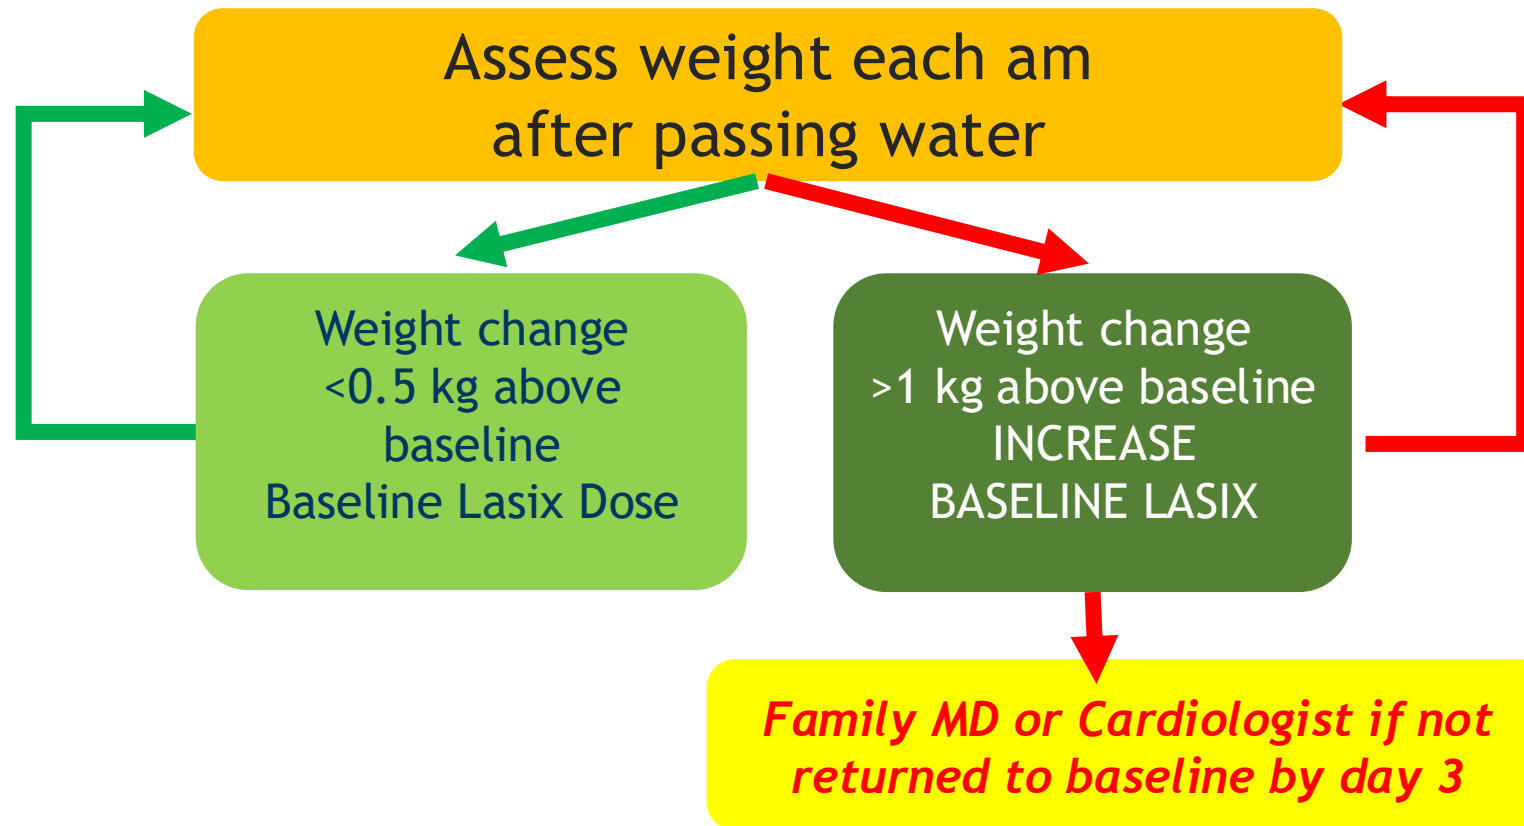 Assess weight each am
after passing water
Weight change
<0.5 kg above
baseline
Baseline Lasix Dose
Weight change
>1 kg above baseline
INCREASE
BASELINE LASIX
Family MD or Cardiologist if not
returned to baseline by day 3